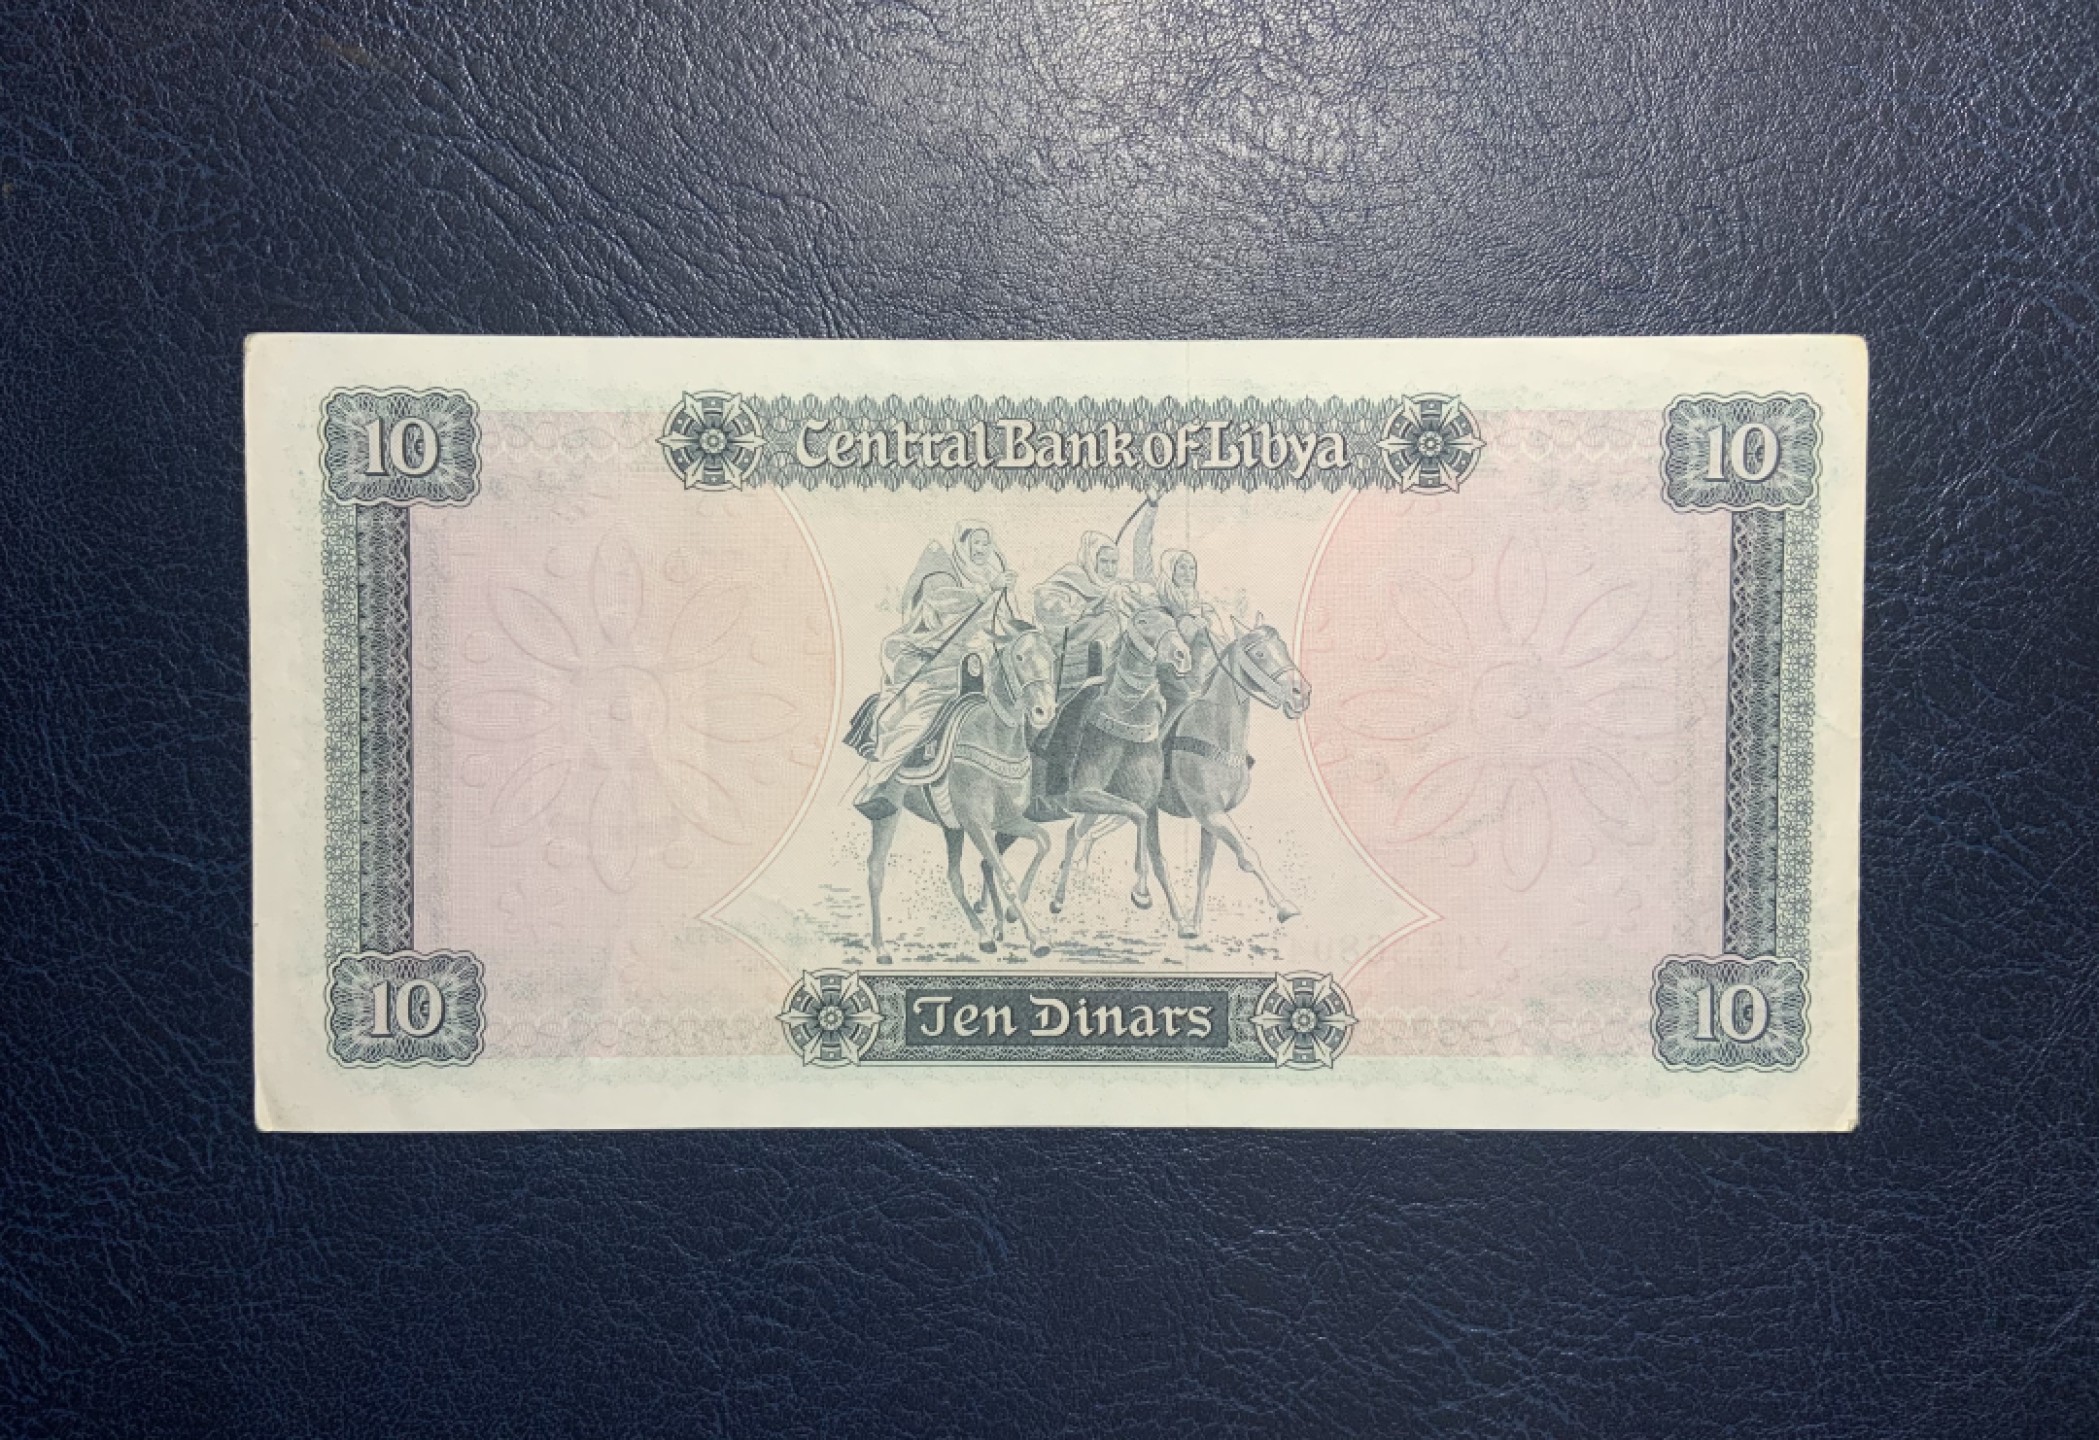 10 Central Bank of Libya 10
10 Ten Dinars 10